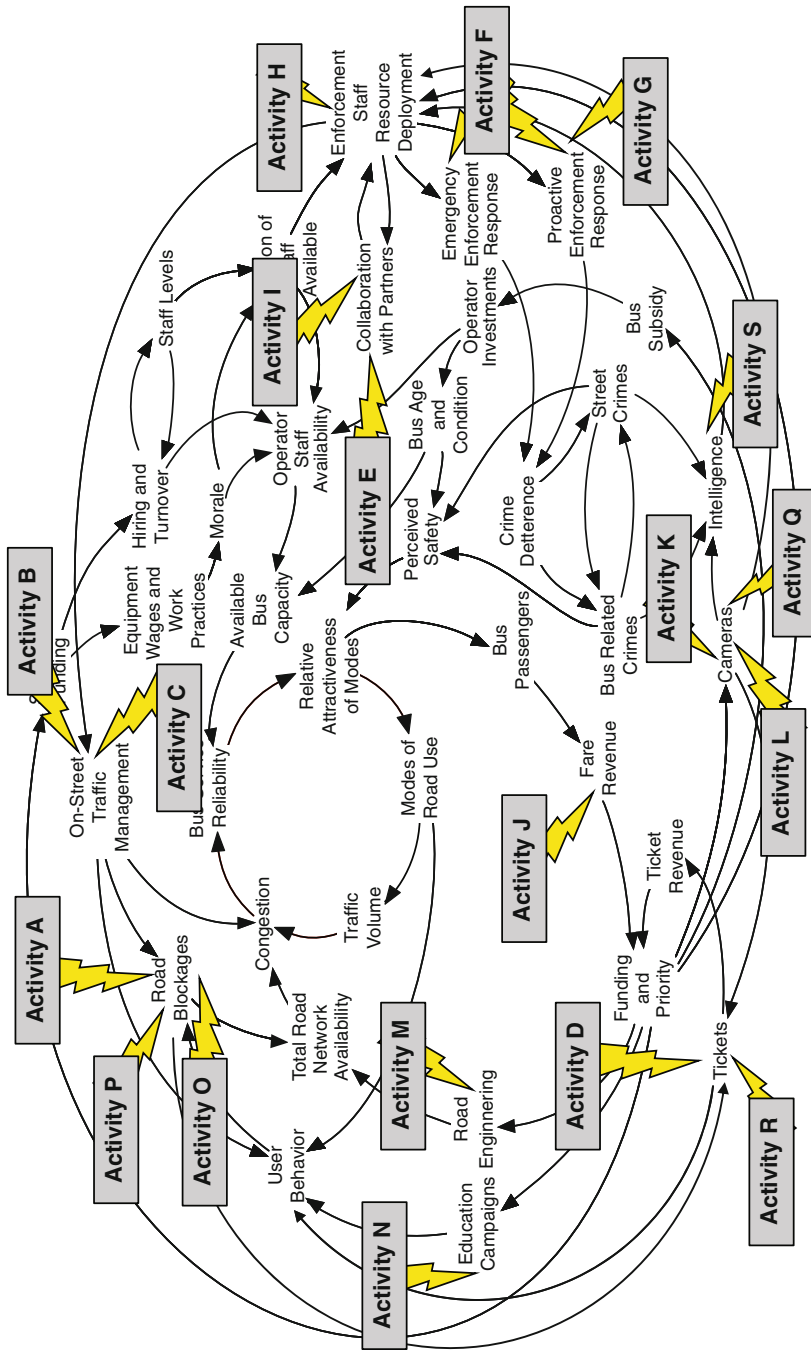 Activity A
Activity B
Activity P
Activity H
On-Street
Traffic
Management
Road
Blockages
Activity O
Activity C
Equipment
Wages and
Work
Practices
Hiring and
Turnover
Staff Levels
Enforcement
Staff
Resource
Deployment
Morale
Reliability
Available
Bus
Capacity
Operator
Staff
Availability
Activity I
Available
User
Behavior
Congestion
Total Road
Network
Availability
Relative
Attractiveness
of Modes
Activity E
Collaboration
with Partners
Activity N
Activity M
Traffic
Volume
Modes of
Road Use
Perceived
Safety
Bus Age
and
Condition
Operator
Investments
Emergency
Enforcement
Response
Activity F
Education
Campaigns
Road
Enginnering
Bus
Passengers
Crime
Detterence
Proactive
Enforcement
Response
Activity J
Fare
Revenue
Bus Related
Crimes
Street
Crimes
Bus
Subsidy
Activity G
Activity D
Funding
and
Priority
Ticket
Revenue
Activity K
Tickets
Cameras
Intelligence
Activity S
Activity R
Activity L
Activity Q